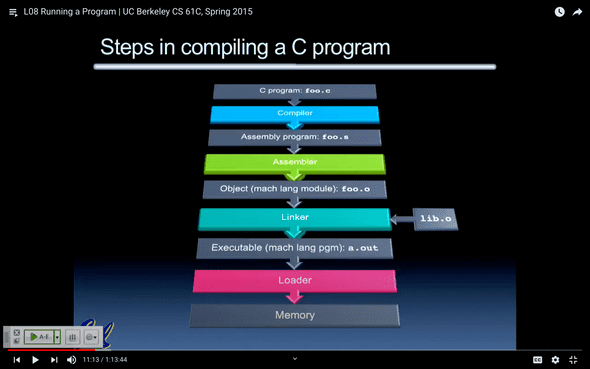 L08 Running a Program | UC Berkeley CS 61C, Spring 2015
Steps in compiling a C program
C program: foo.c
Compiler
Assembly program: foo.s
Assembler
Object (mach lang module): foo.o
Linker
lib.o
Executable (mach lang pgm): a.out
Loader
Memory
A-E
11:13 / 1:13:44